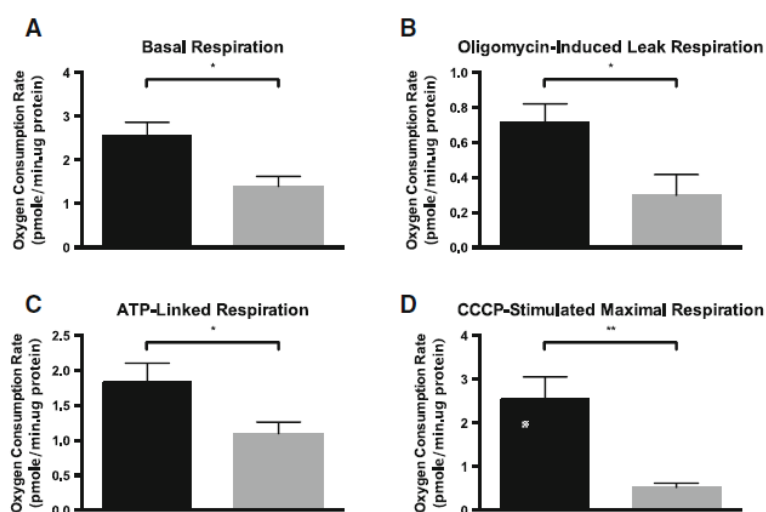 A
Basal Respiration
Oxygen Consumption Rate
(pmole/min.ug protein)
4
3
2
1
0
*
B
Oligomycin-Induced Leak Respiration
Oxygen Consumption Rate
(pmole/min.ug protein)
1.0
0.8
0.6
0.4
0.2
0.0
*
C
ATP-Linked Respiration
Oxygen Consumption Rate
(pmole/min.ug protein)
2.5
2.0
1.5
1.0
0.5
0.0
*
D
CCCP-Stimulated Maximal Respiration
Oxygen Consumption Rate
(pmole/min.ug protein)
4
3
2
1
0
**
※